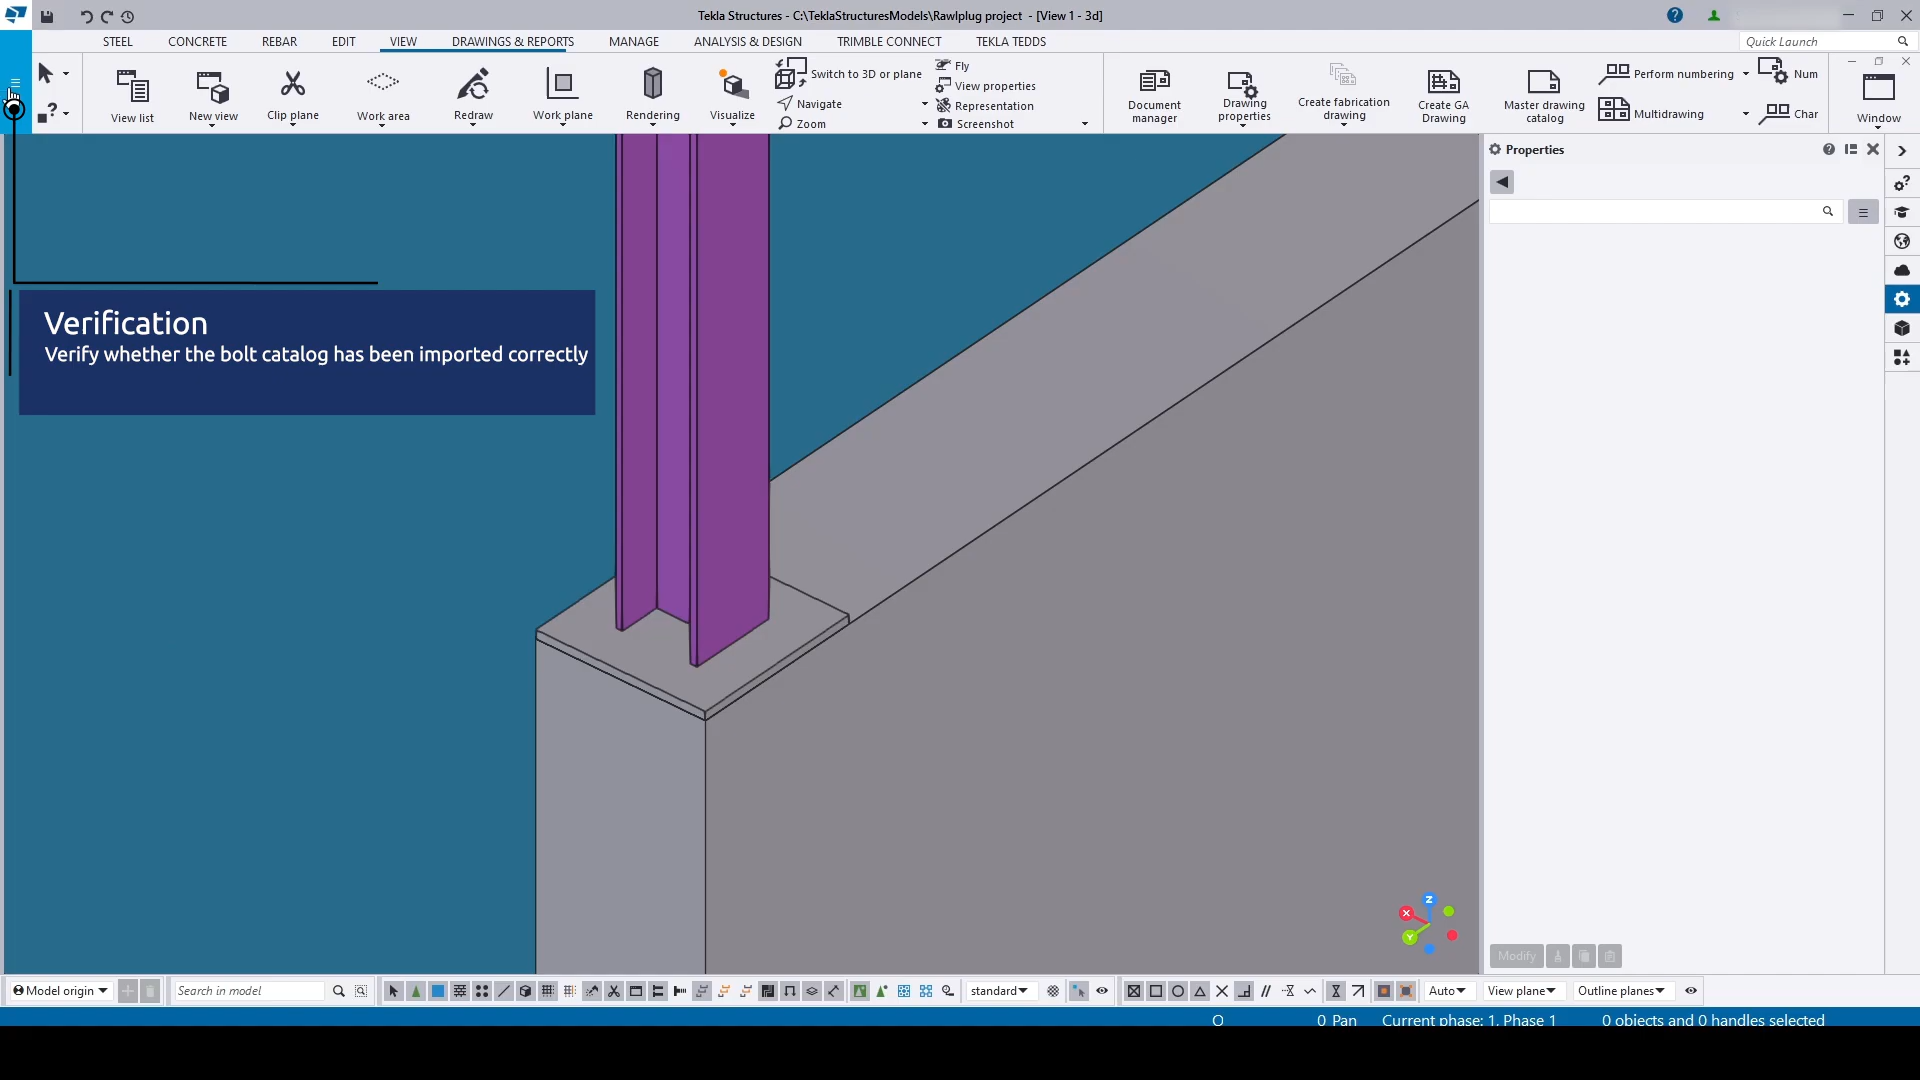 Tekla Structures - C:\TeklaStructuresModels\Rawlplug project - [View 1 - 3d]
STEEL CONCRETE REBAR EDIT VIEW DRAWINGS & REPORTS MANAGE ANALYSIS & DESIGN TRIMBLE CONNECT TEKLA TEDDS Quick Launch
View list
New view
Clip plane
Work area
Redraw
Work plane
Rendering
Visualize
Switch to 3D or plane
Navigate
Zoom
Fly
View properties
Representation
Screenshot
Document
manager
Drawing
properties
Create fabrication
drawing
Create GA
Drawing
Master drawing
catalog
Perform numbering
Multidrawing
Num
Char
Window
Properties
Verification
Verify whether the bolt catalog has been imported correctly
Z
X
Y
Modify
Model origin Search in model standard Auto View plane Outline planes
O 0 Pan Current phase: 1, Phase 1 0 objects and 0 handles selected